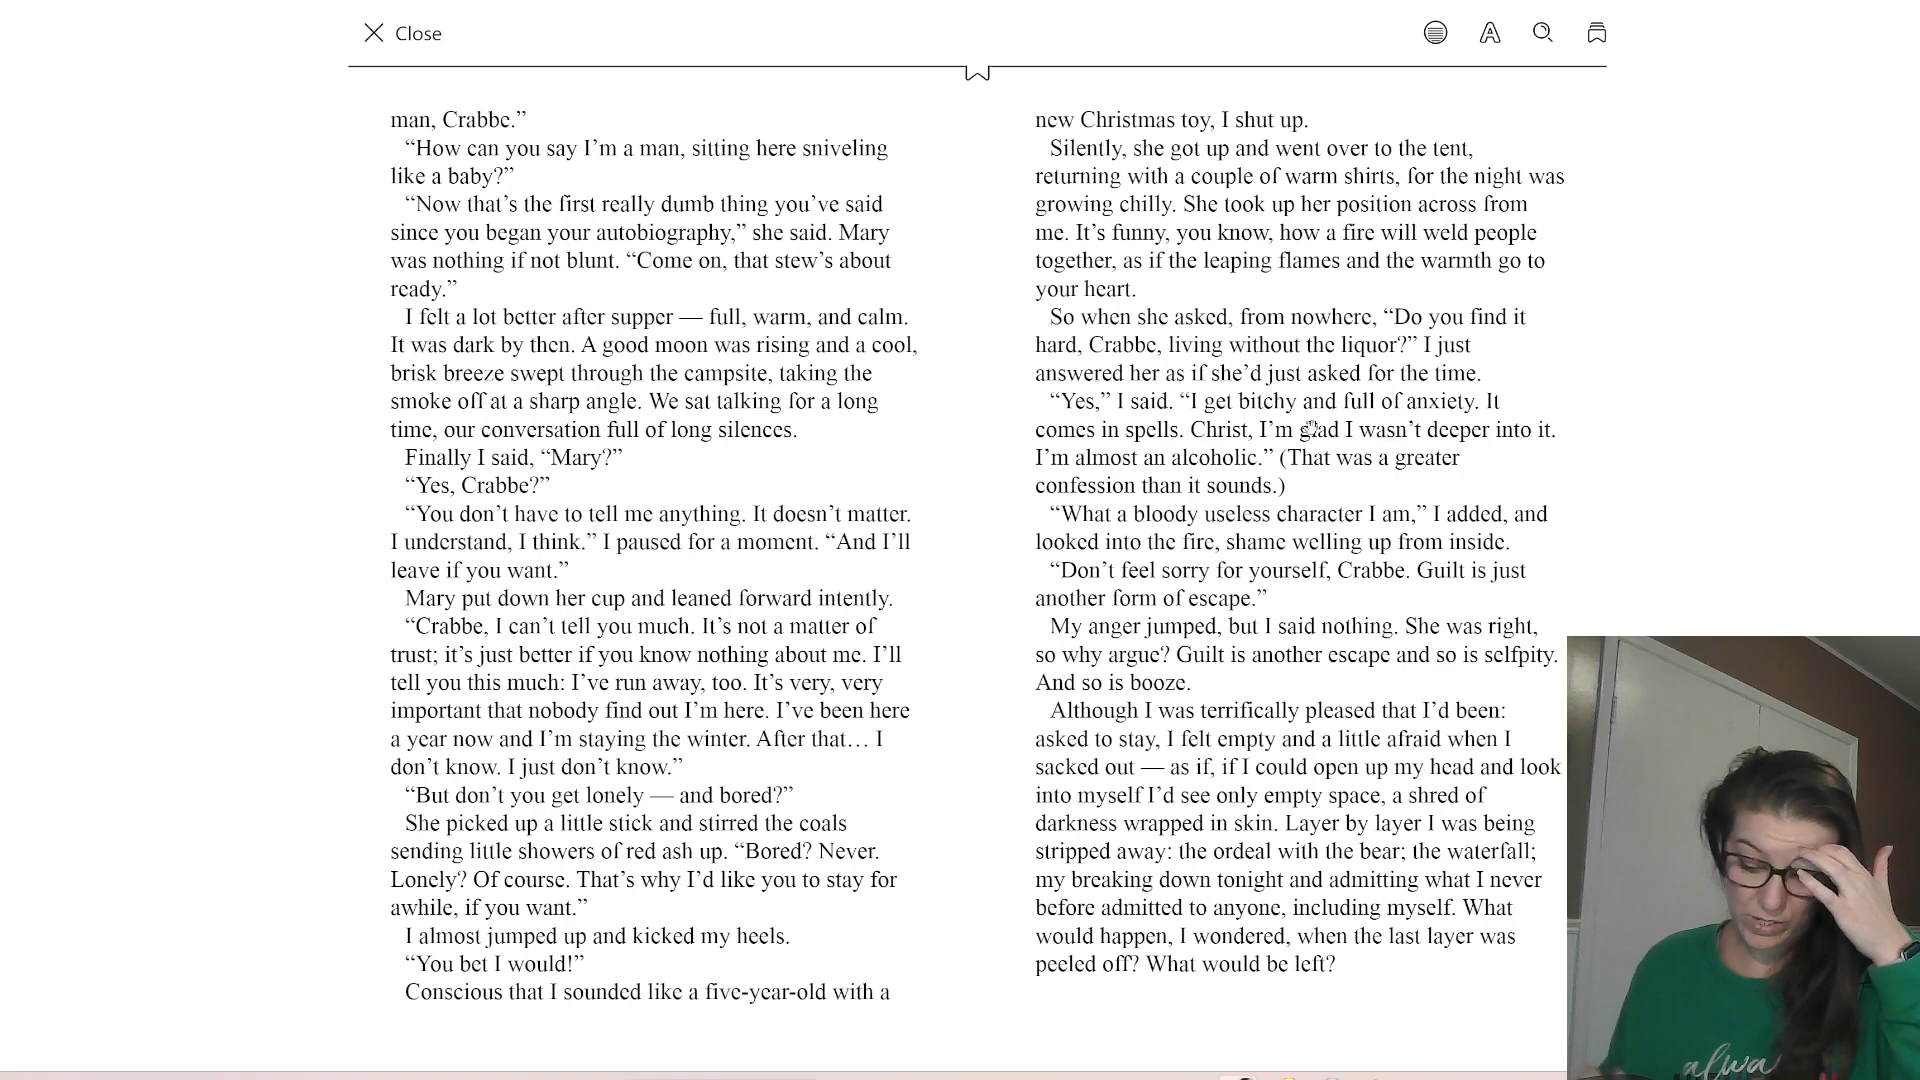 Close
man, Crabbe.”
“How can you say I’m a man, sitting here sniveling
like a baby?”
“Now that’s the first really dumb thing you’ve said
since you began your autobiography,” she said. Mary
was nothing if not blunt. “Come on, that stew’s about
ready.”
I felt a lot better after supper — full, warm, and calm.
It was dark by then. A good moon was rising and a cool,
brisk breeze swept through the campsite, taking the
smoke off at a sharp angle. We sat talking for a long
time, our conversation full of long silences.
Finally I said, “Mary?”
“Yes, Crabbe?”
“You don’t have to tell me anything. It doesn’t matter.
I understand, I think.” I paused for a moment. “And I’ll
leave if you want.”
Mary put down her cup and leaned forward intently.
“Crabbe, I can’t tell you much. It’s not a matter of
trust; it’s just better if you know nothing about me. I’ll
tell you this much: I’ve run away, too. It’s very, very
important that nobody find out I’m here. I’ve been here
a year now and I’m staying the winter. After that… I
don’t know. I just don’t know.”
“But don’t you get lonely — and bored?”
She picked up a little stick and stirred the coals
sending little showers of red ash up. “Bored? Never.
Lonely? Of course. That’s why I’d like you to stay for
awhile, if you want.”
I almost jumped up and kicked my heels.
“You bet I would!”
Conscious that I sounded like a five-year-old with a
new Christmas toy, I shut up.
Silently, she got up and went over to the tent,
returning with a couple of warm shirts, for the night was
growing chilly. She took up her position across from
me. It’s funny, you know, how a fire will weld people
together, as if the leaping flames and the warmth go to
your heart.
So when she asked, from nowhere, “Do you find it
hard, Crabbe, living without the liquor?” I just
answered her as if she’d just asked for the time.
“Yes,” I said. “I get bitchy and full of anxiety. It
comes in spells. Christ, I’m glad I wasn’t deeper into it.
I’m almost an alcoholic.” (That was a greater
confession than it sounds.)
“What a bloody useless character I am,” I added, and
looked into the fire, shame welling up from inside.
“Don’t feel sorry for yourself, Crabbe. Guilt is just
another form of escape.”
My anger jumped, but I said nothing. She was right,
so why argue? Guilt is another escape and so is selfpity.
And so is booze.
Although I was terrifically pleased that I’d been:
asked to stay, I felt empty and a little afraid when I
sacked out — as if, if I could open up my head and look
into myself I’d see only empty space, a shred of
darkness wrapped in skin. Layer by layer I was being
stripped away: the ordeal with the bear; the waterfall;
my breaking down tonight and admitting what I never
before admitted to anyone, including myself. What
would happen, I wondered, when the last layer was
peeled off? What would be left?
alwa